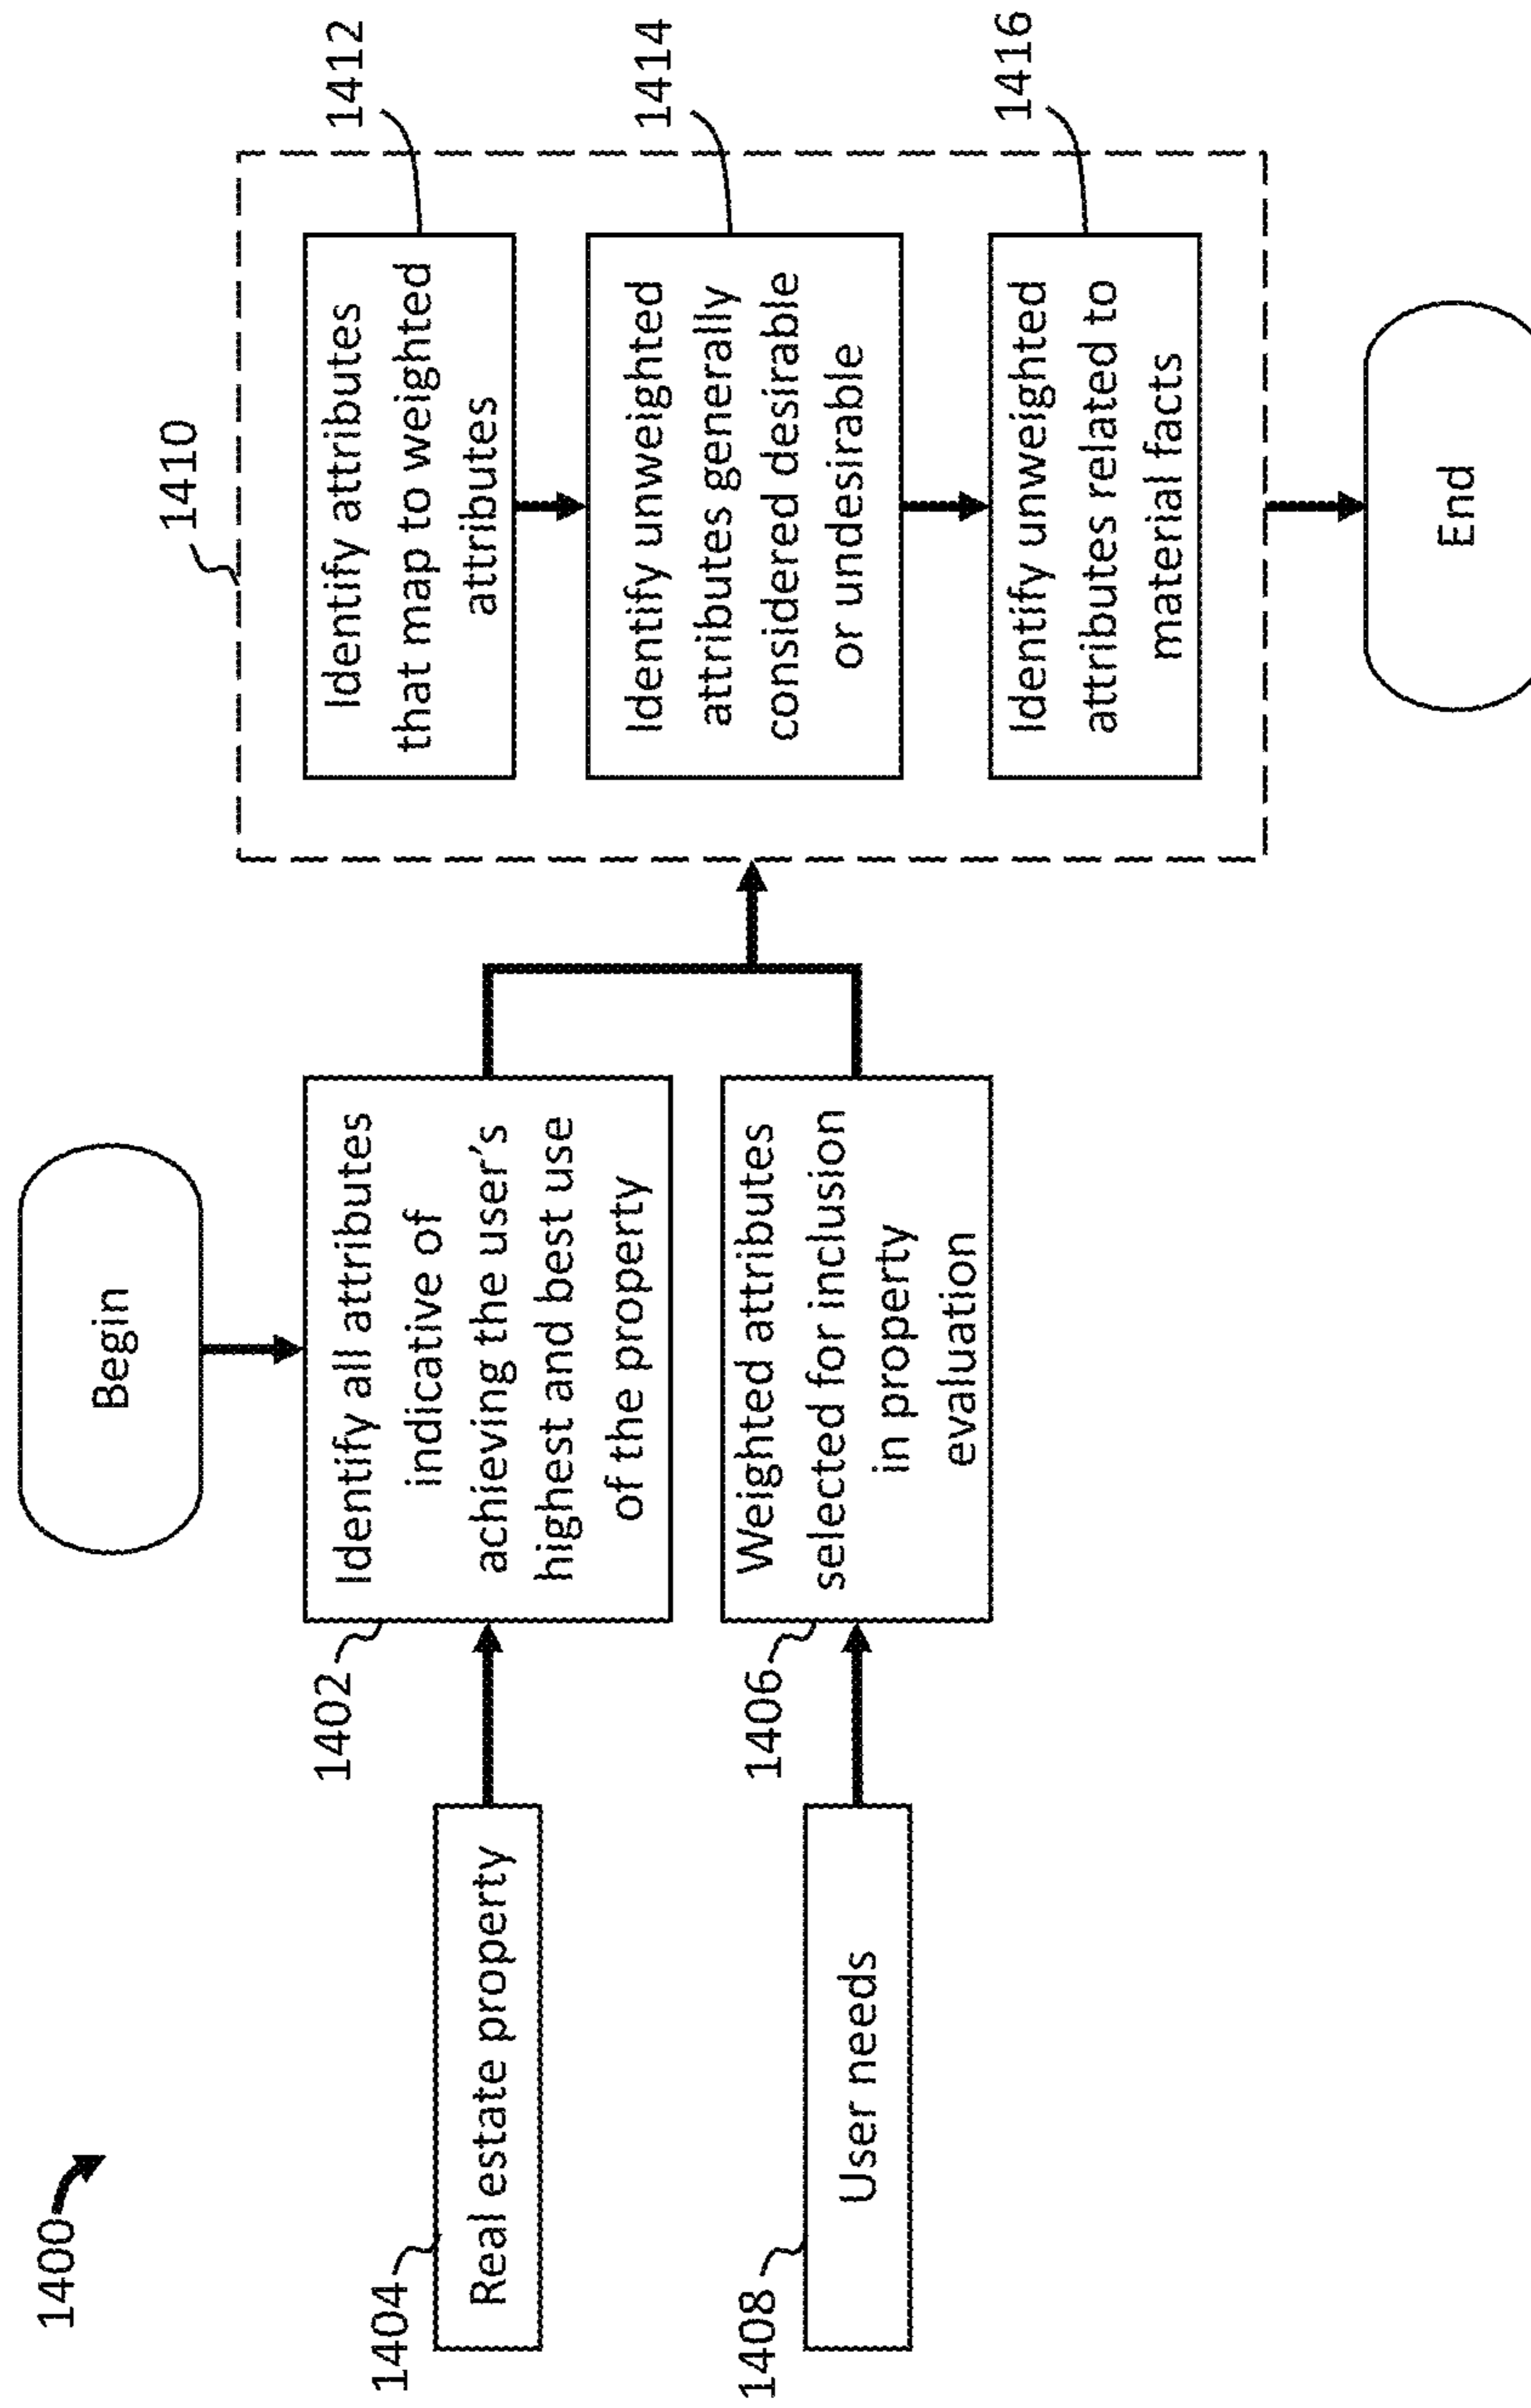 1400
Begin
1404
Real estate property
1402
Identify all attributes
indicative of
achieving the user's
highest and best use
of the property
1408
User needs
1406
Weighted attributes
selected for inclusion
in property
evaluation
1410
Identify attributes
that map to weighted
attributes
1412
Identify unweighted
attributes generally
considered desirable
or undesirable
1414
Identify unweighted
attributes related to
material facts
1416
End